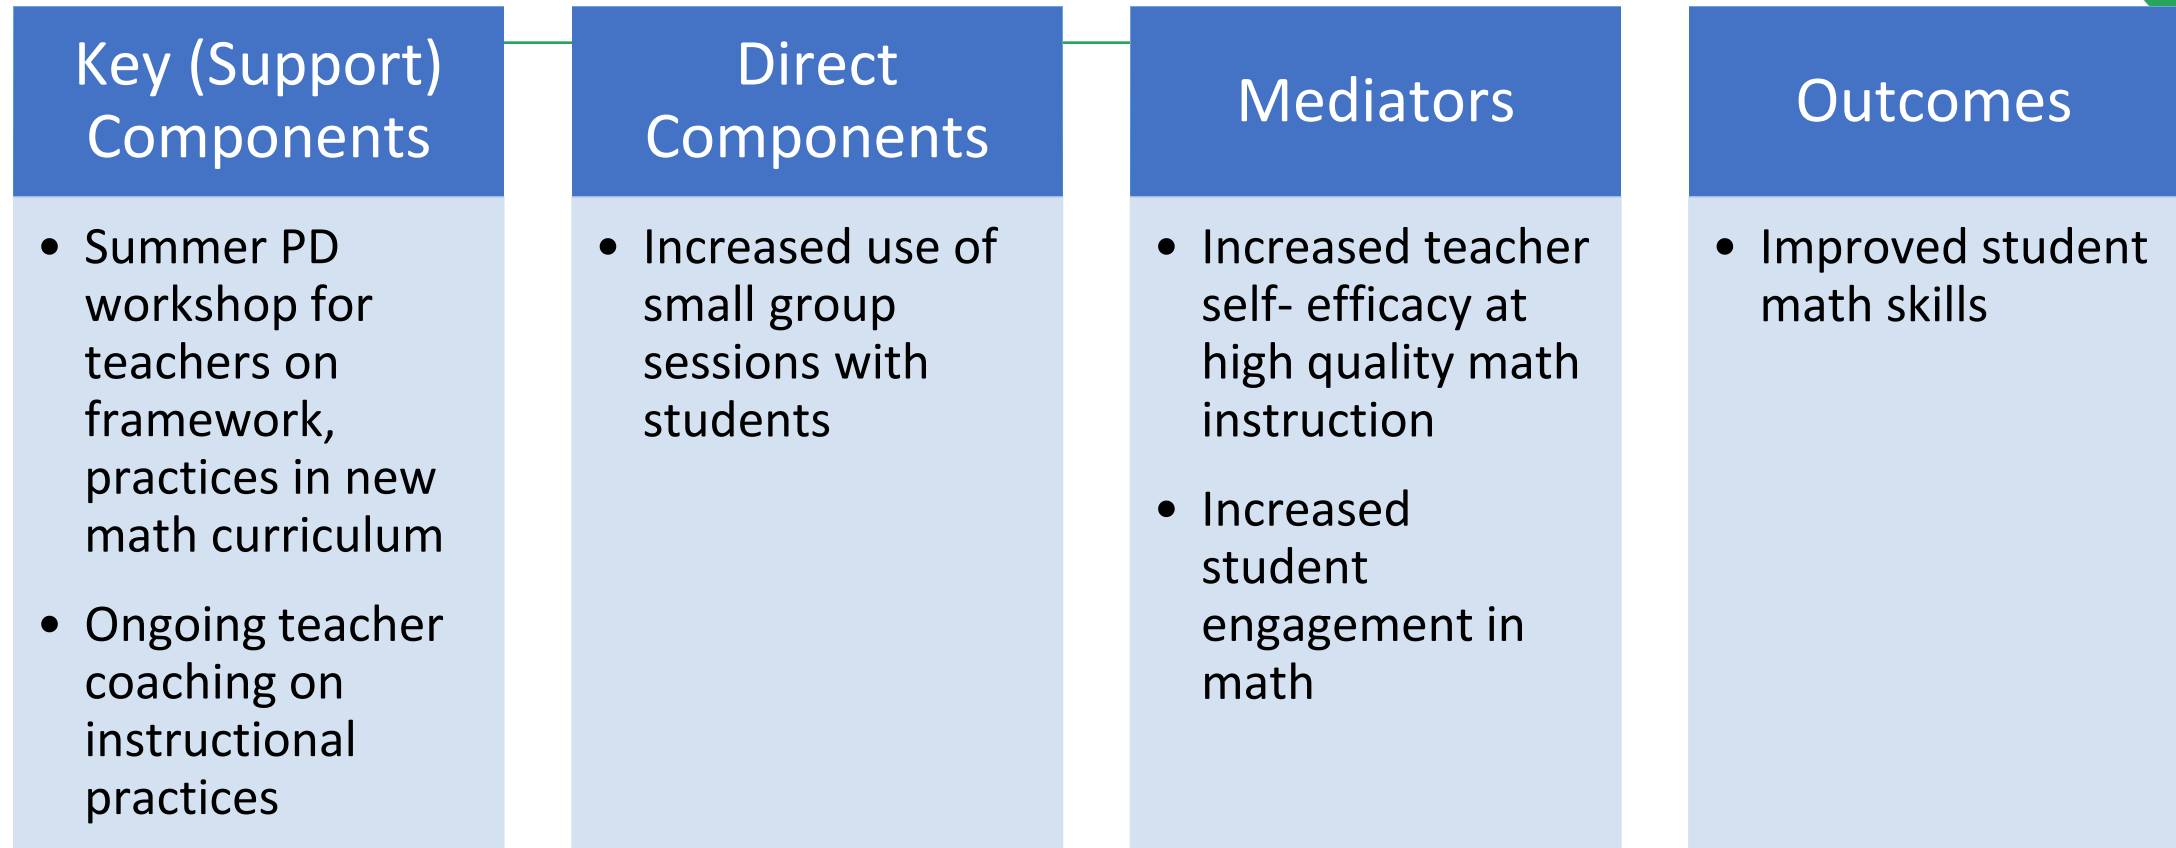 Key (Support)
Components
• Summer PD
workshop for
teachers on
framework,
practices in new
math curriculum
• Ongoing teacher
coaching on
instructional
practices
Direct
Components
• Increased use of
small group
sessions with
students
Mediators
• Increased teacher
self- efficacy at
high quality math
instruction
• Increased
student
engagement in
math
Outcomes
• Improved student
math skills